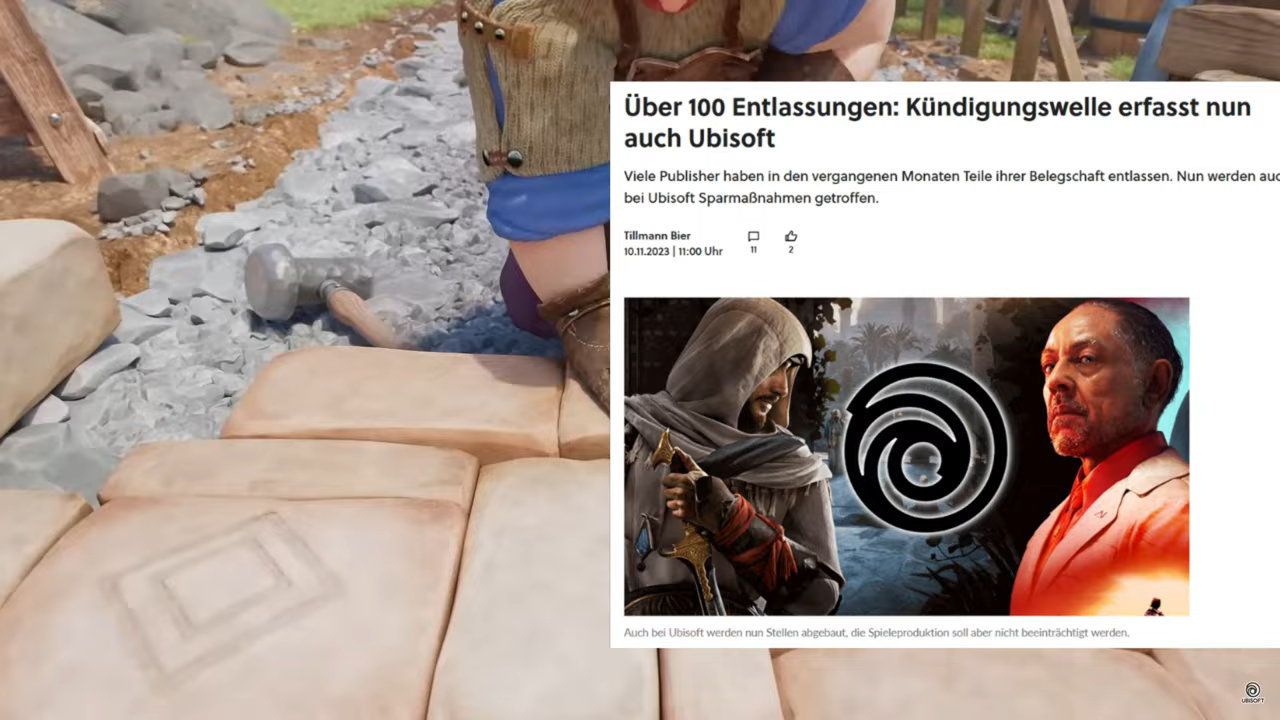 Über 100 Entlassungen: Kündigungswelle erfasst nun
auch Ubisoft
Viele Publisher haben in den vergangenen Monaten Teile ihrer Belegschaft entlassen. Nun werden
bei Ubisoft Sparmaßnahmen getroffen.
Tillmann Bier
10.11.2023 | 11:00 Uhr
11
2
Auch bei Ubisoft werden nun Stellen abgebaut, die Spieleproduktion soll aber nicht beeinträchtigt werden.
UBISOFT